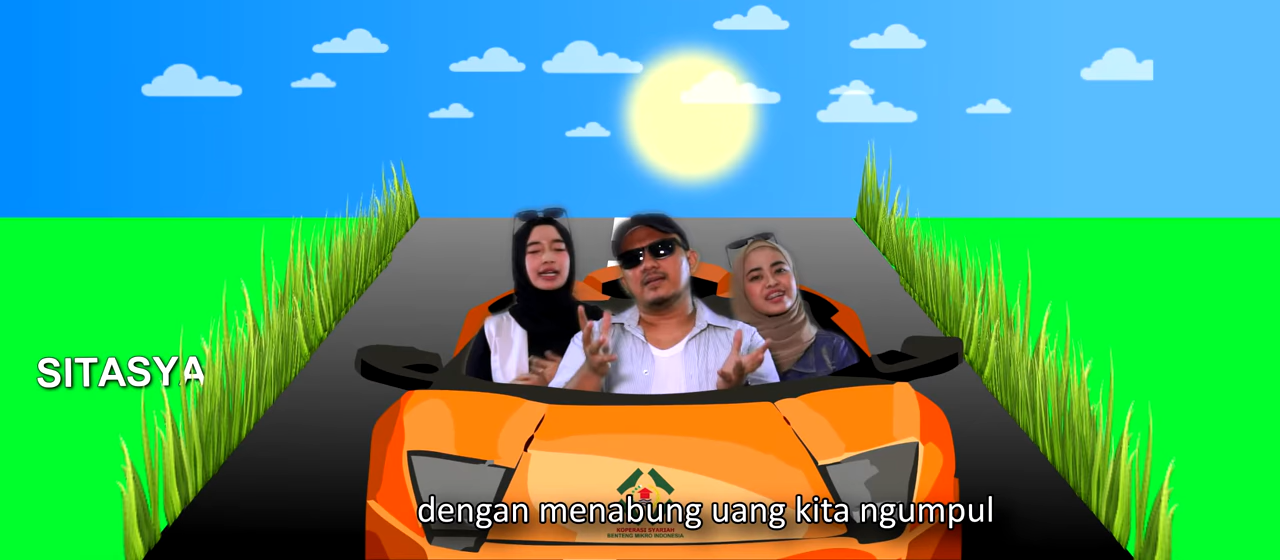 SITASYA
dengan menabung uang kita ngumpul
KOPERASI SYARIAH
BENTENG MIKRO INDONESIA